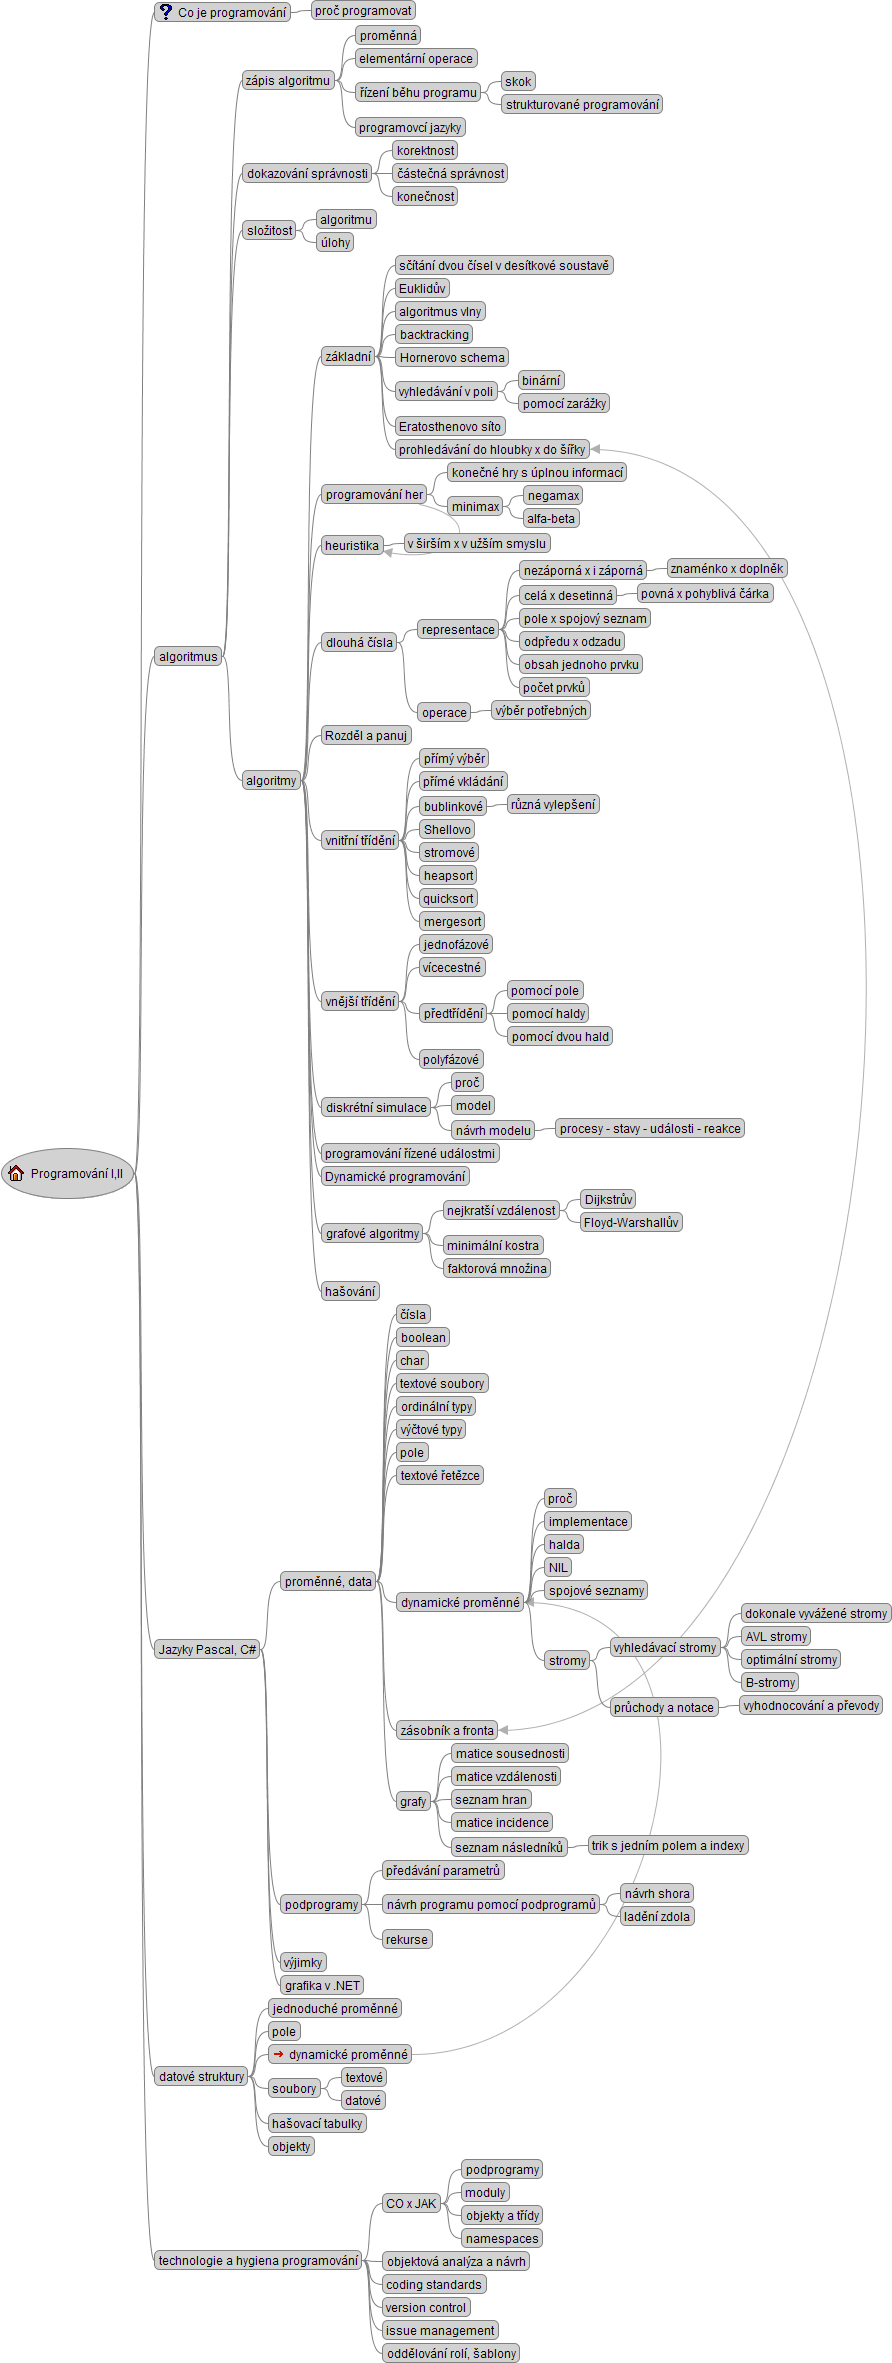 Co je programování
proč programovat
proměnná
elementární operace
zápis algoritmu
řízení běhu programu
skok
strukturované programování
programovcí jazyky
korektnost
dokazování správnosti
částečná správnost
konečnost
složitost
algoritmu
úlohy
sčítání dvou čísel v desítkové soustavě
Euklidův
algoritmus vlny
backtracking
základní
Hornerovo schema
vyhledávání v poli
binární
pomocí zarážky
Eratosthenovo síto
prohledávání do hloubky x do šířky
programování her
konečné hry s úplnou informací
minimax
negamax
alfa-beta
heuristika
v širším x v užším smyslu
nezáporná x i záporná
znaménko x doplněk
celá x desetinná
povná x pohyblivá čárka
pole x spojový seznam
representace
dlouhá čísla
odpředu x odzadu
algoritmus
obsah jednoho prvku
počet prvků
operace
výběr potřebných
Rozděl a panuj
přímý výběr
algoritmy
přímé vkládání
bublinkové
různá vylepšení
Shellovo
vnitřní třídění
stromové
heapsort
quicksort
mergesort
jednofázové
vícecestné
vnější třídění
předtřídění
pomocí pole
pomocí haldy
pomocí dvou hald
polyfázové
proč
diskrétní simulace
model
návrh modelu
procesy - stavy - události - reakce
programování řízené událostmi
Programování I,II
Dynamické programování
nejkratší vzdálenost
Dijkstrův
Floyd-Warshallův
grafové algoritmy
minimální kostra
faktorová množina
hašování
čísla
boolean
char
textové soubory
ordinální typy
výčtové typy
pole
textové řetězce
proč
implementace
halda
NIL
proměnné, data
spojové seznamy
dynamické proměnné
dokonale vyvážené stromy
AVL stromy
Jazyky Pascal, C#
vyhledávací stromy
stromy
optimální stromy
B-stromy
průchody a notace
vyhodnocování a převody
zásobník a fronta
matice sousednosti
matice vzdálenosti
grafy
seznam hran
matice incidence
seznam následníků
trik s jedním polem a indexy
předávání parametrů
podprogramy
návrh programu pomocí podprogramů
návrh shora
ladění zdola
rekurse
výjimky
grafika v .NET
jednoduché proměnné
pole
dynamické proměnné
datové struktury
soubory
textové
datové
hašovací tabulky
objekty
podprogramy
CO x JAK
moduly
objekty a třídy
namespaces
technologie a hygiena programování
objektová analýza a návrh
coding standards
version control
issue management
oddělování rolí, šablony